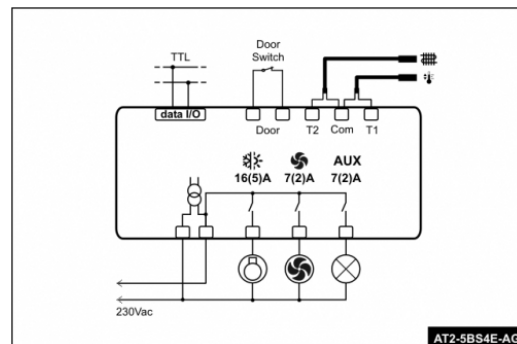 TTL
Door
Switch
data I/O
Door
T2
Com
T1
AUX
16(5)A
7(2)A
7(2)A
230Vac
AT2-5BS4E-AG